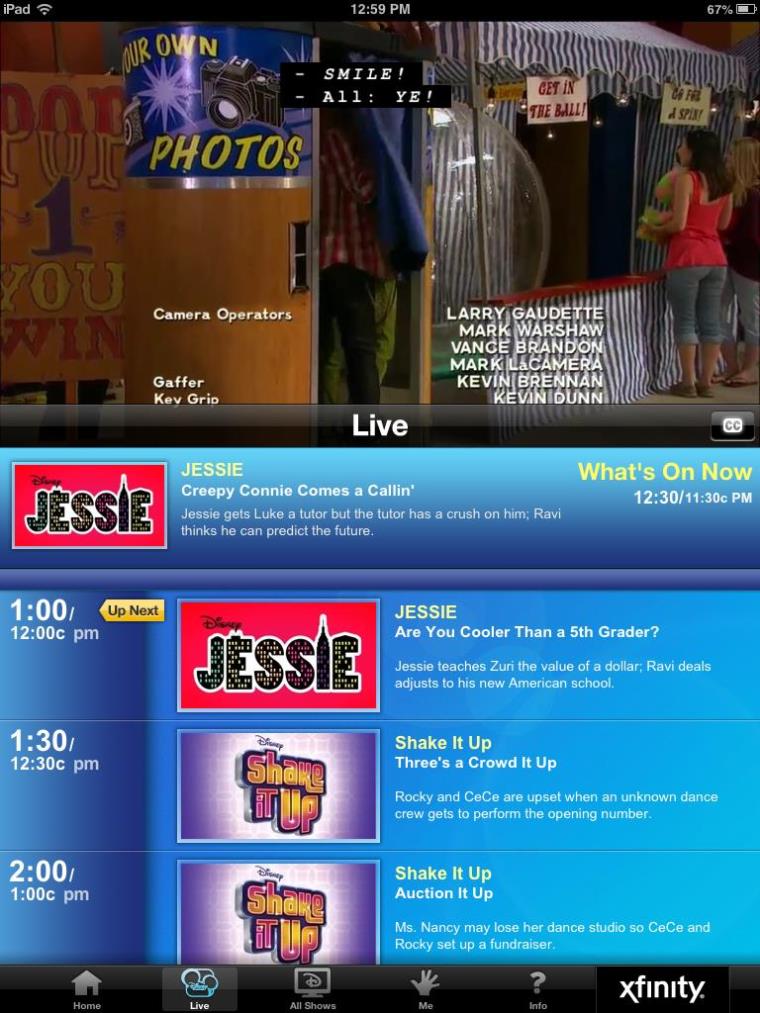 iPad 12:59 PM 67%
YOUR OWN
PHOTOS
- SMILE!
- All: YE!
GET IN
THE BALL!
GO FOR
A SPIN!
POP
1
YOU
WIN
Camera Operators
LARRY GAUDETTE
MARK WARSHAW
VANCE BRANDON
MARK LaCAMERA
Gaffer KEVIN BRENNAN
Key Grip KEVIN DUNN
Live
CC
Disney
JESSIE
JESSIE
Creepy Connie Comes a Callin'
Jessie gets Luke a tutor but the tutor has a crush on him; Ravi
thinks he can predict the future.
What's On Now
12:30/11:30c PM
1:00/
12:00c pm
Up Next
Disney
JESSIE
JESSIE
Are You Cooler Than a 5th Grader?
Jessie teaches Zuri the value of a dollar; Ravi deals
adjusts to his new American school.
1:30/
12:30c pm
Disney
Shake
it Up
Shake It Up
Three's a Crowd It Up
Rocky and CeCe are upset when an unknown dance
crew gets to perform the opening number.
2:00/
1:00c pm
Disney
Shake
it Up
Shake It Up
Auction It Up
Ms. Nancy may lose her dance studio so CeCe and
Rocky set up a fundraiser.
Home
Live
All Shows
Me
?
Info
xfinity